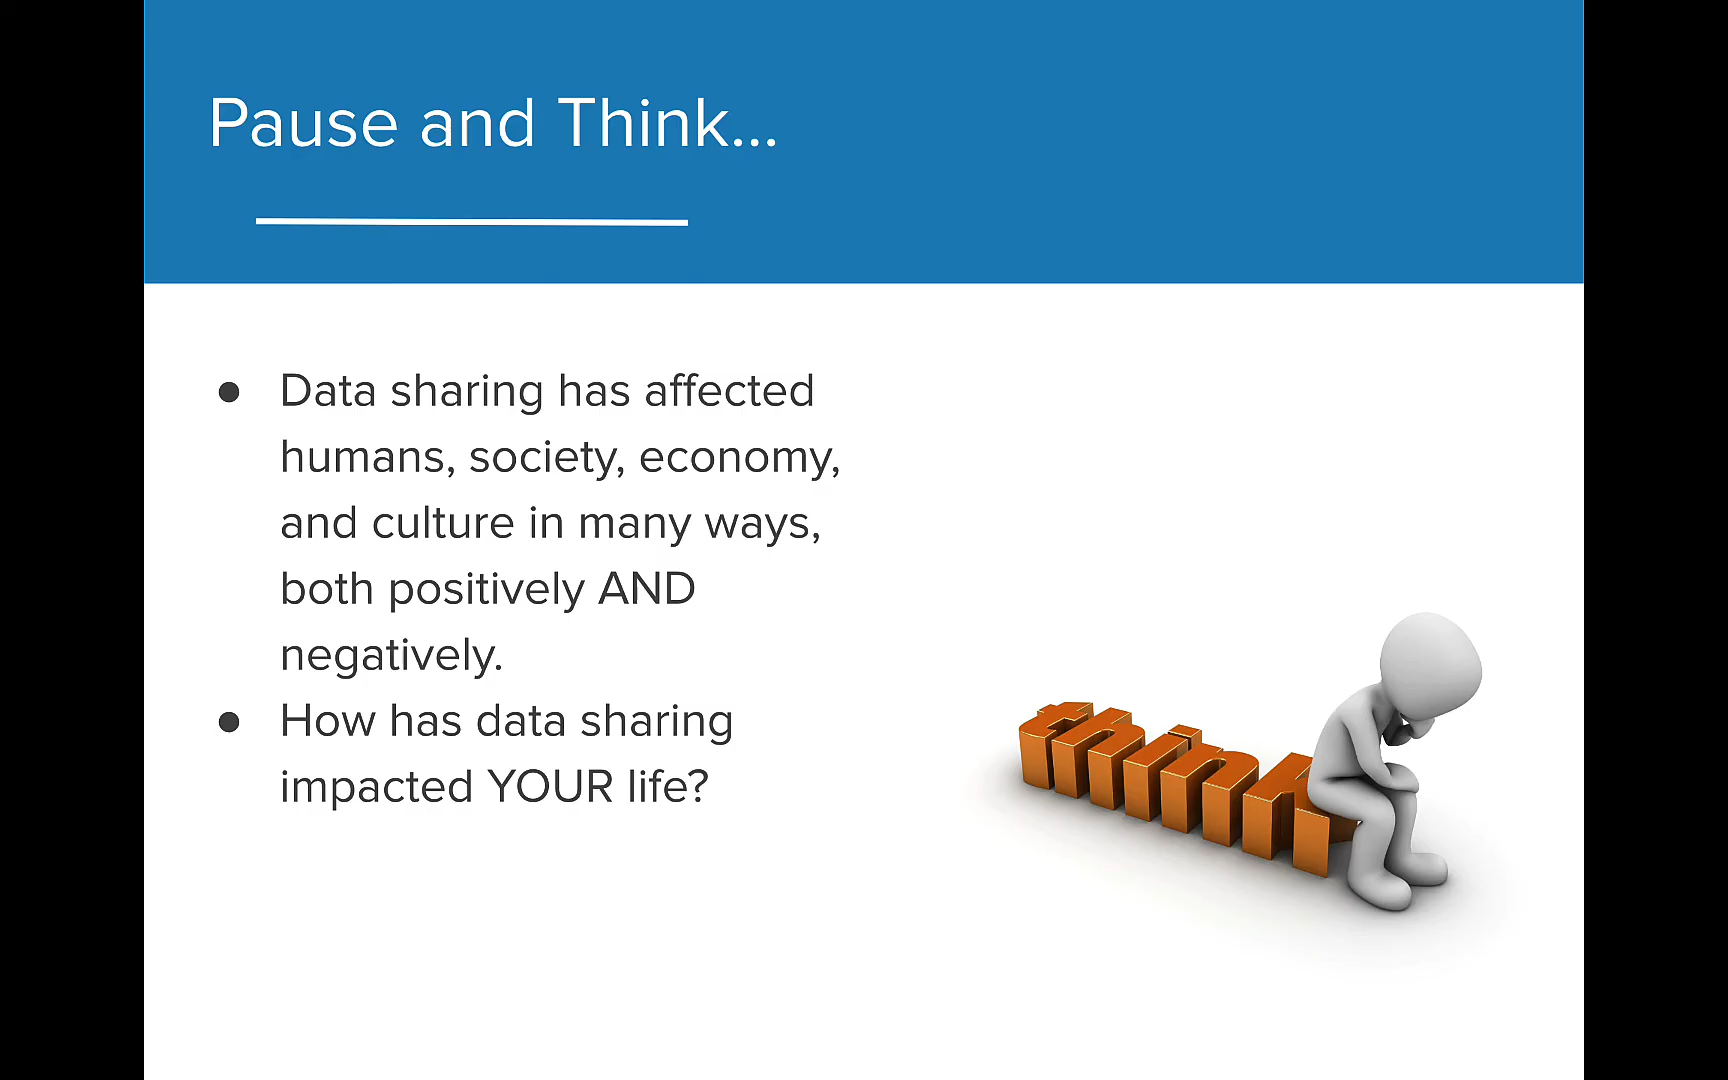 Pause and Think...
● Data sharing has affected
humans, society, economy,
and culture in many ways,
both positively AND
negatively.
● How has data sharing
impacted YOUR life?
think